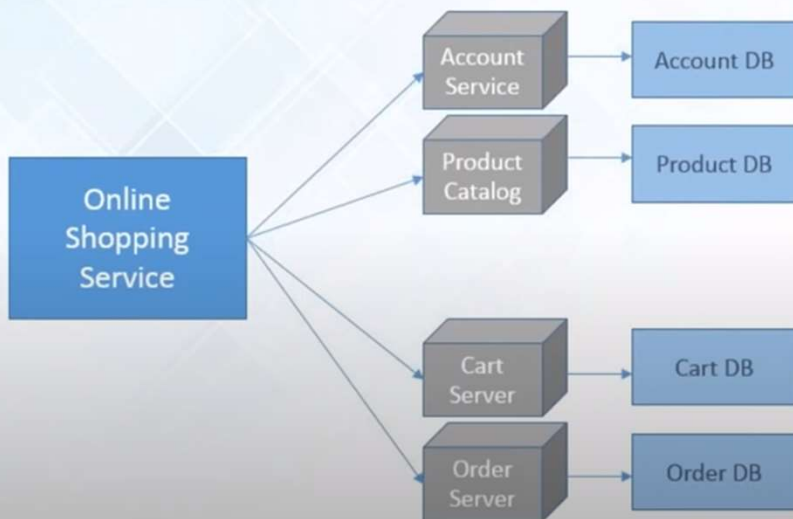 Online
Shopping
Service
Account
Service
Account DB
Product
Catalog
Product DB
Cart
Server
Cart DB
Order
Server
Order DB